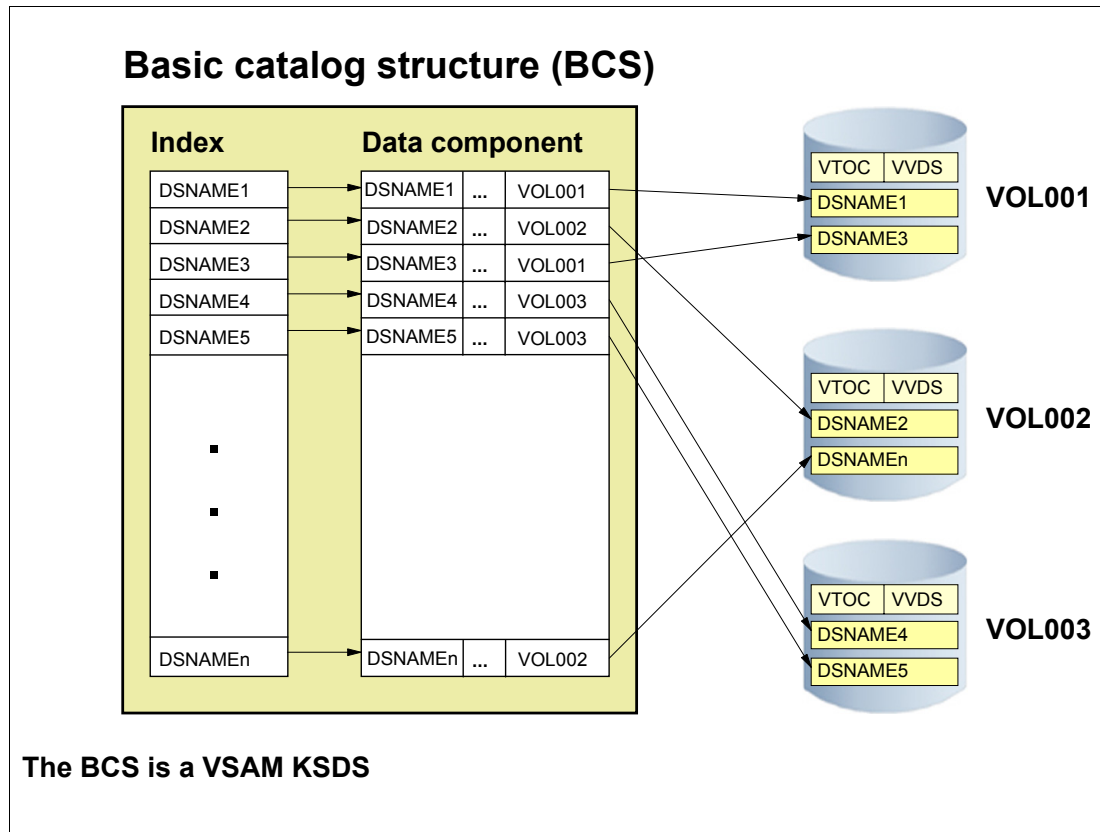 Basic catalog structure (BCS)
Index
DSNAME1
DSNAME2
DSNAME3
DSNAME4
DSNAME5
DSNAMEn
Data component
DSNAME1 ... VOL001
DSNAME2 ... VOL002
DSNAME3 ... VOL001
DSNAME4 ... VOL003
DSNAME5 ... VOL003
DSNAMEn ... VOL002
VTOC VVDS
DSNAME1
DSNAME3
VOL001
VTOC VVDS
DSNAME2
DSNAMEn
VOL002
VTOC VVDS
DSNAME4
DSNAME5
VOL003
The BCS is a VSAM KSDS